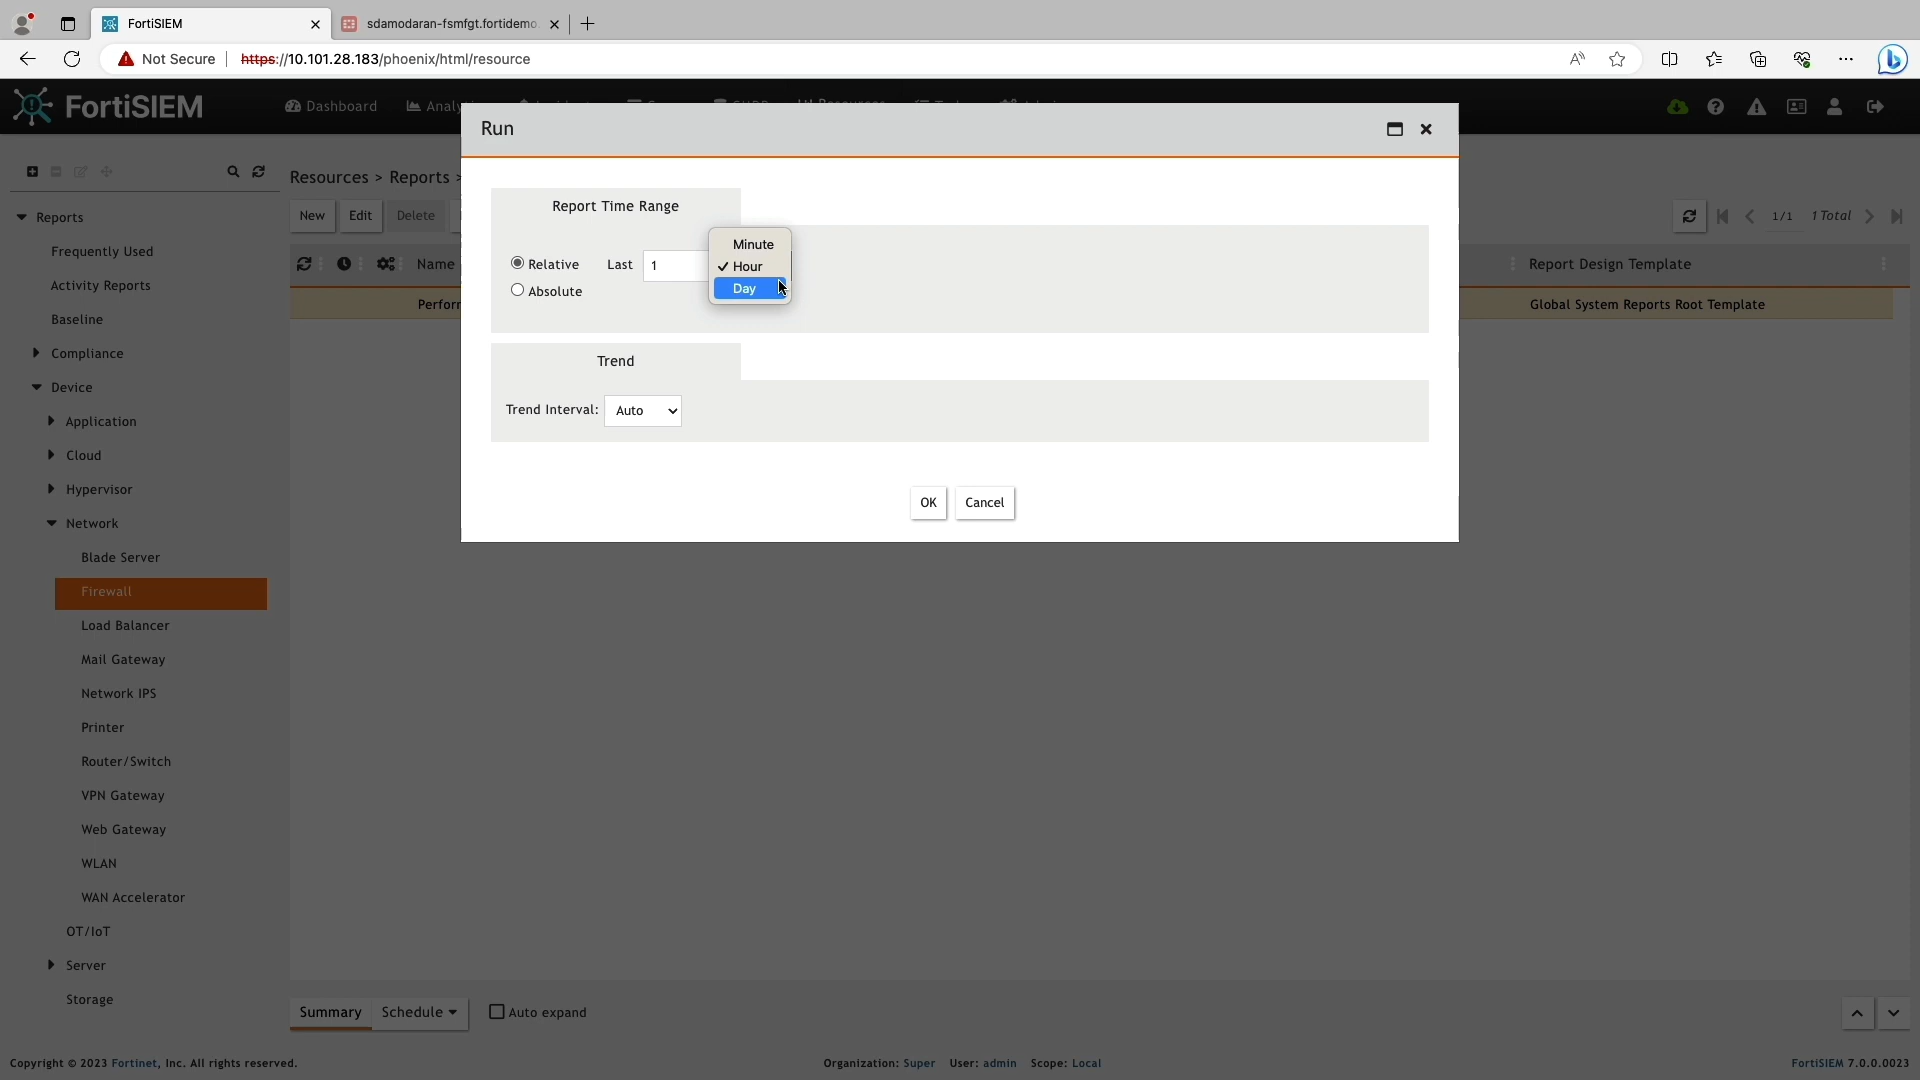 FortiSIEM
sdamodaran-fsmfgt.fortidemo
Not Secure
https://10.101.28.183/phoenix/html/resource
FortiSIEM
Dashboard
Run
Resources > Reports >
Reports
Frequently Used
Activity Reports
Baseline
Compliance
Device
Application
Cloud
Hypervisor
Network
Blade Server
Firewall
Load Balancer
Mail Gateway
Network IPS
Printer
Router/Switch
VPN Gateway
Web Gateway
WLAN
WAN Accelerator
OT/IoT
Server
Storage
New
Edit
Delete
1/1
1 Total
Name
Report Design Template
Perfor
Global System Reports Root Template
Report Time Range
Relative
Last
1
Minute
Hour
Day
Absolute
Trend
Trend Interval:
Auto
OK
Cancel
Summary
Schedule
Auto expand
Copyright © 2023 Fortinet, Inc. All rights reserved.
Organization: Super User: admin Scope: Local
FortiSIEM 7.0.0.0023